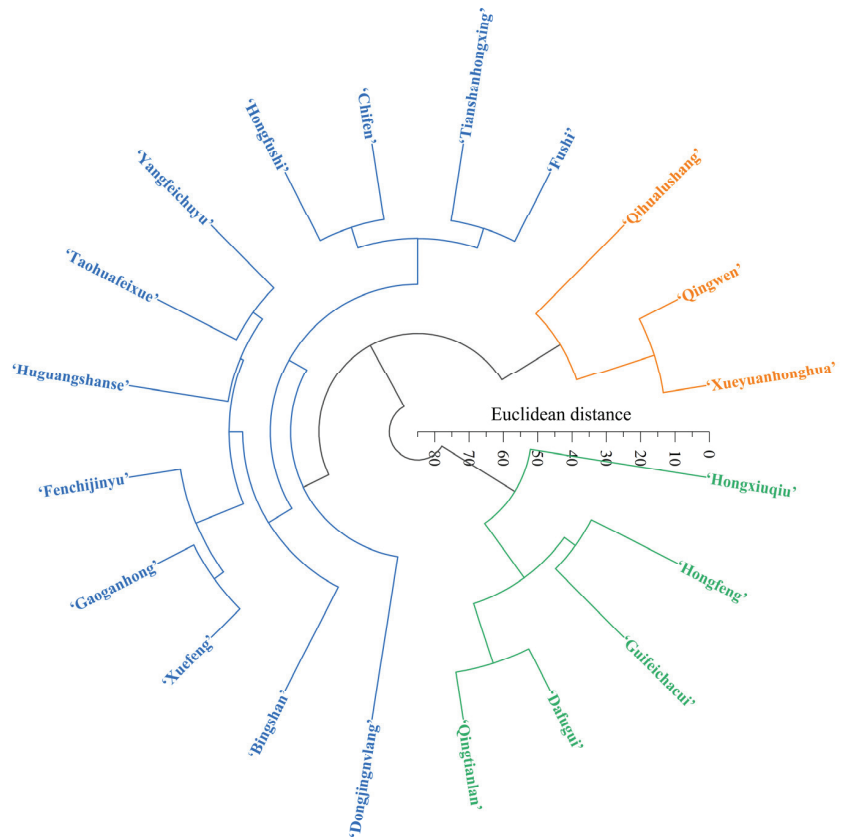 ‘Tianshanhongxing’
‘Chifen’
‘Hongfushi’
‘Fushi’
‘Yangfeichuyu’
‘Qihualushang’
‘Taohuafeixue’
‘Qingwen’
‘Huguangshanse’
‘Xueyuanhonghua’
Euclidean distance
80 70 60 50 40 30 20 10 0
‘Fenchijinyu’
‘Hongxiuqiu’
‘Gaoganhong’
‘Hongfeng’
‘Xuefeng’
‘Guifeichacui’
‘Bingshan’
‘Dafugui’
‘Dongjingnvlang’
‘Qingtianlan’